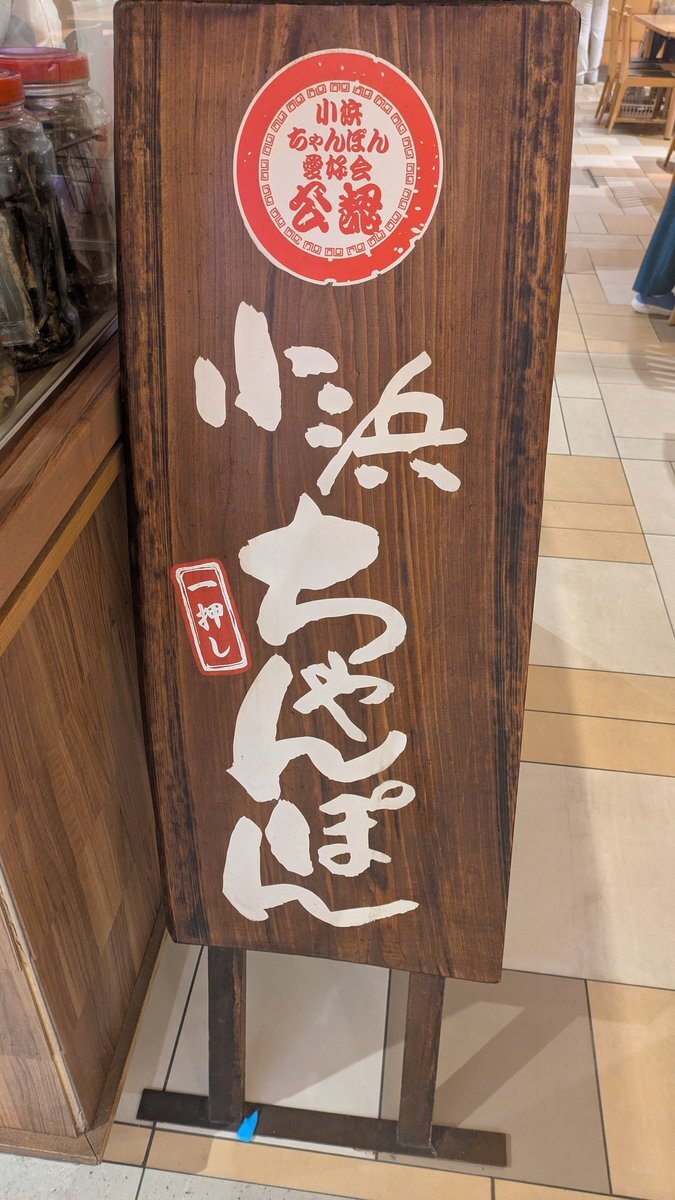 小浜
ちゃんぽん
愛好会
公認
小浜
ちゃんぽん
一押し